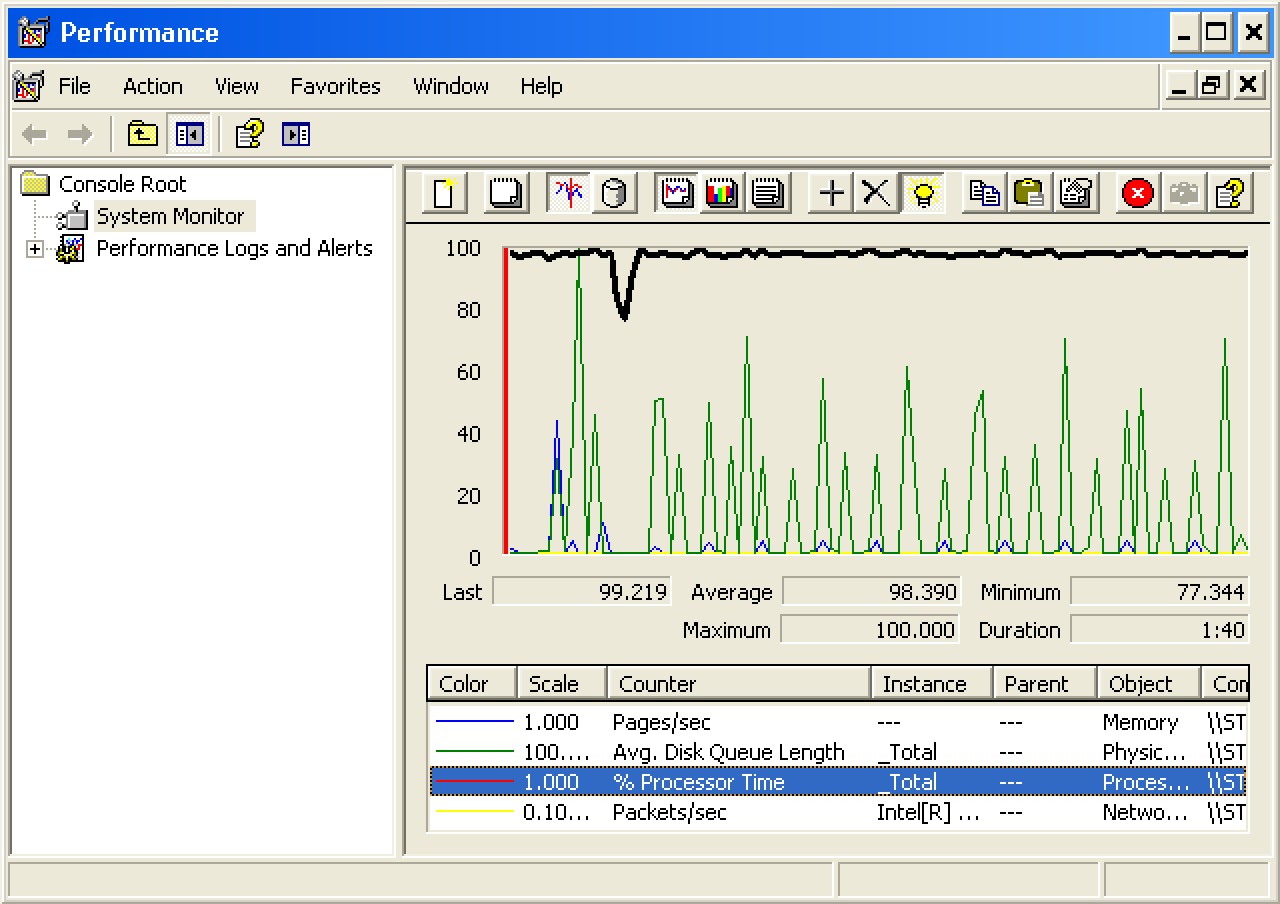 Performance
File Action View Favorites Window Help
Console Root
System Monitor
Performance Logs and Alerts
100
80
60
40
20
0
Last 99.219 Average 98.390 Minimum 77.344
Maximum 100.000 Duration 1:40
Color Scale Counter Instance Parent Object Con
1.000 Pages/sec --- --- Memory \\ST
100.... Avg. Disk Queue Length _Total --- Physic... \\ST
1.000 % Processor Time _Total --- Proces... \\ST
0.10... Packets/sec Intel[R] ... --- Netwo... \\ST